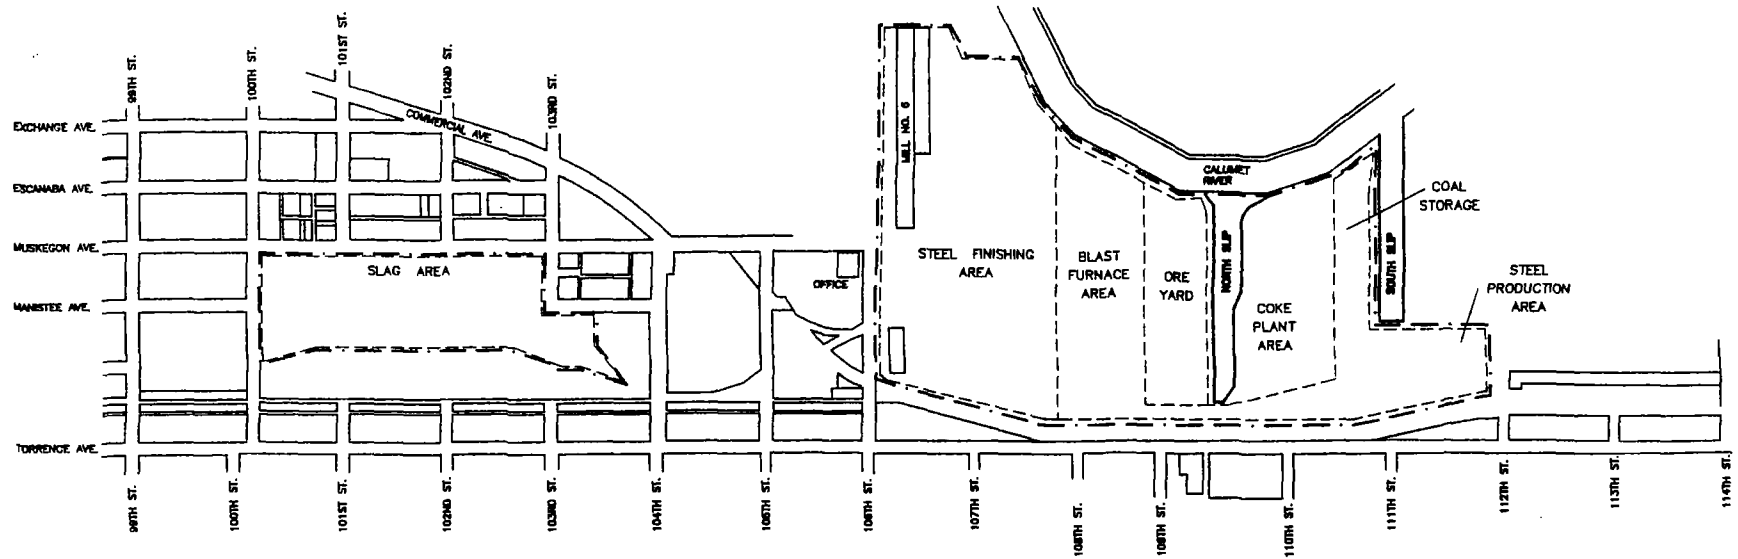 99TH ST.
100TH ST.
101ST ST.
102ND ST.
103RD ST.
EXCHANGE AVE.
COMMERCIAL AVE.
ESCANABA AVE.
MUSKEGON AVE.
MANISTEE AVE.
TORRENCE AVE.
SLAG AREA
OFFICE
MILL NO. 6
STEEL FINISHING
AREA
BLAST
FURNACE
AREA
ORE
YARD
NORTH SLIP
CALUMET
RIVER
COKE
PLANT
AREA
COAL
STORAGE
SOUTH SLIP
STEEL
PRODUCTION
AREA
99TH ST.
100TH ST.
101ST ST.
102ND ST.
103RD ST.
104TH ST.
105TH ST.
106TH ST.
107TH ST.
108TH ST.
109TH ST.
110TH ST.
111TH ST.
112TH ST.
113TH ST.
114TH ST.